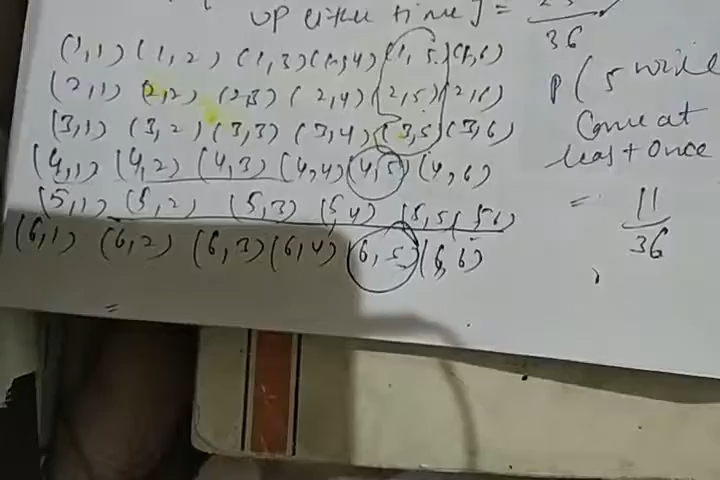 up either time] = 25/36
(1,1) (1,2) (1,3) (1,4) (1,5) (1,6)
(2,1) (2,2) (2,3) (2,4) (2,5) (2,6)
(3,1) (3,2) (3,3) (3,4) (3,5) (3,6)
(4,1) (4,2) (4,3) (4,4) (4,5) (4,6)
(5,1) (5,2) (5,3) (5,4) (5,5) (5,6)
(6,1) (6,2) (6,3) (6,4) (6,5) (6,6)
=
P(5 will
Come at
least once
= 11/36